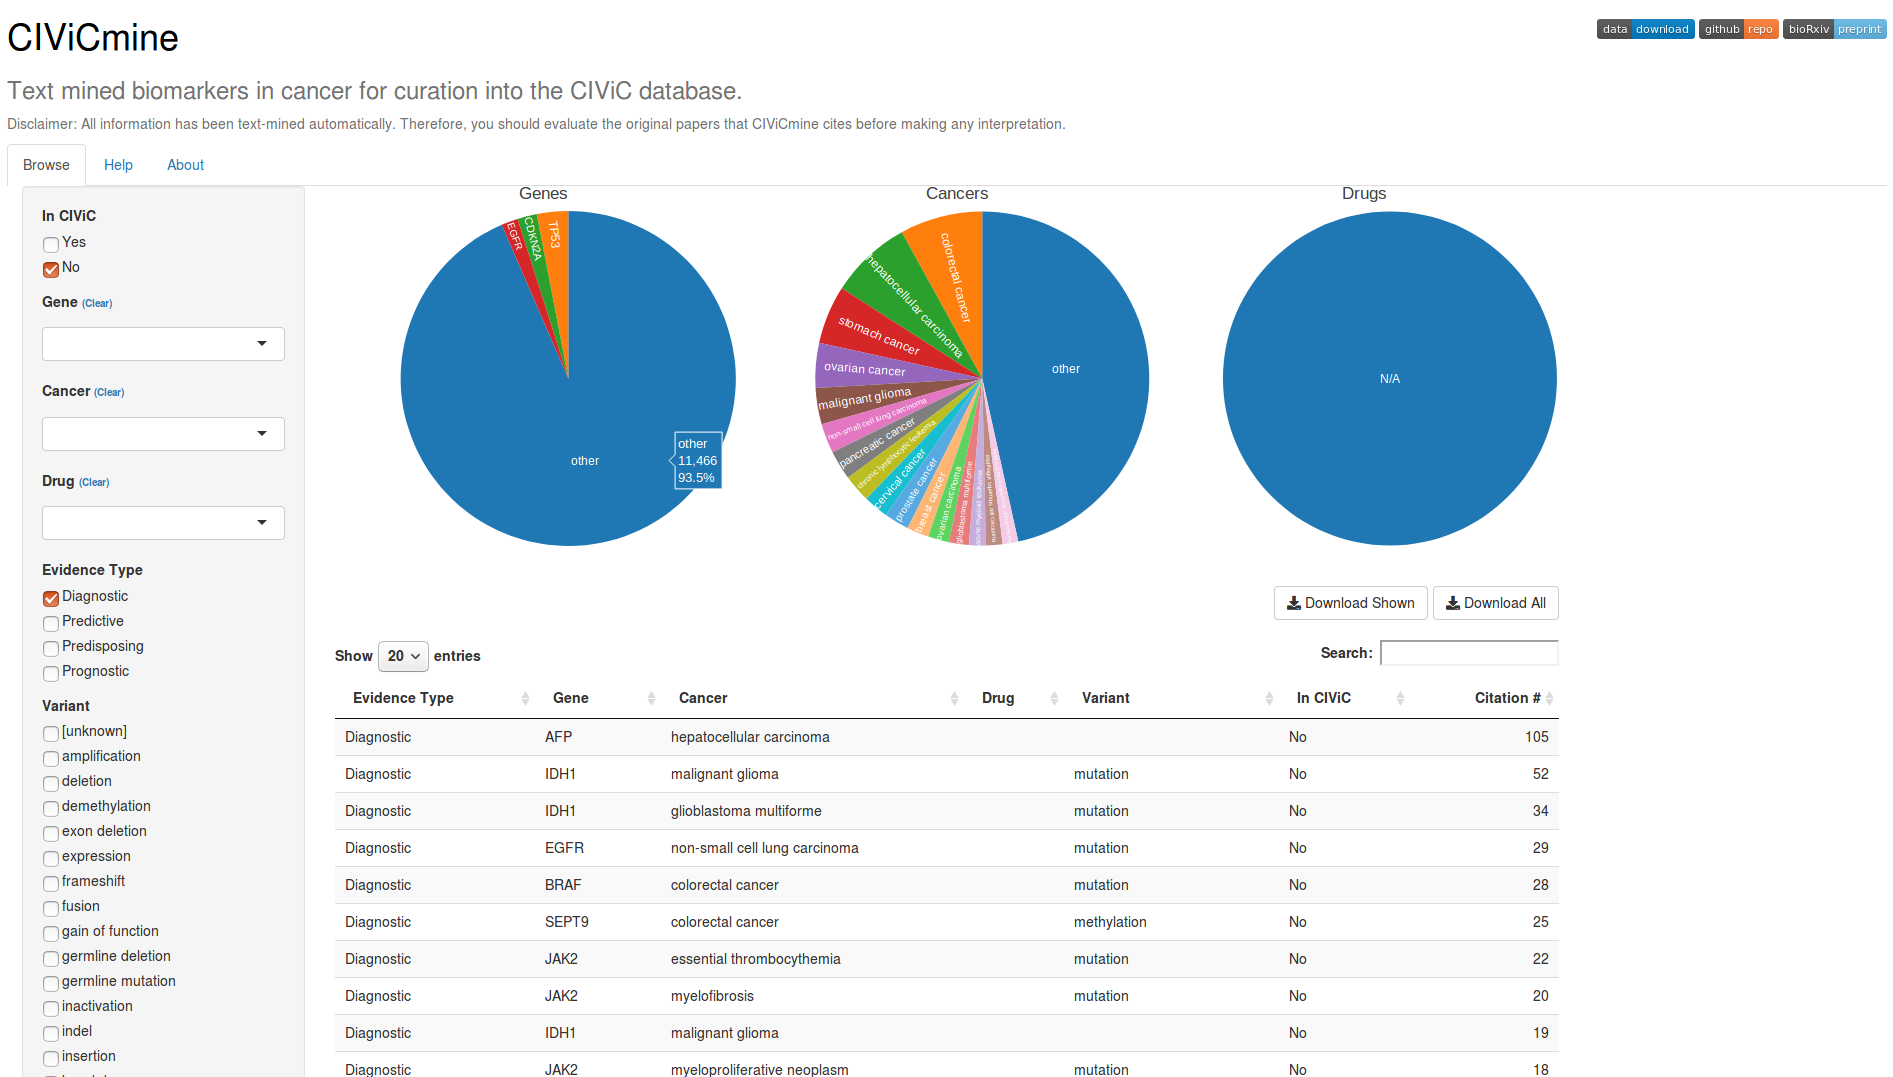 CIViCmine
data download github repo bioRxiv preprint
Text mined biomarkers in cancer for curation into the CIViC database.
Disclaimer: All information has been text-mined automatically. Therefore, you should evaluate the original papers that CIViCmine cites before making any interpretation.
Browse Help About
In CIViC
Yes
No
Gene (Clear)
Cancer (Clear)
Drug (Clear)
Evidence Type
Diagnostic
Predictive
Predisposing
Prognostic
Variant
[unknown]
amplification
deletion
demethylation
exon deletion
expression
frameshift
fusion
gain of function
germline deletion
germline mutation
inactivation
indel
insertion
Genes
EGFR
CDKN2A
TP53
other
other
11,466
93.5%
Cancers
colorectal cancer
hepatocellular carcinoma
stomach cancer
ovarian cancer
malignant glioma
non-small cell lung carcinoma
pancreatic cancer
chronic lymphocytic leukemia
cervical cancer
prostate cancer
breast cancer
ovarian carcinoma
glioblastoma multiforme
acute myeloid leukemia
other
Drugs
N/A
Download Shown Download All
Show 20 entries Search:
Evidence Type Gene Cancer Drug Variant In CIViC Citation #
Diagnostic AFP hepatocellular carcinoma No 105
Diagnostic IDH1 malignant glioma mutation No 52
Diagnostic IDH1 glioblastoma multiforme mutation No 34
Diagnostic EGFR non-small cell lung carcinoma mutation No 29
Diagnostic BRAF colorectal cancer mutation No 28
Diagnostic SEPT9 colorectal cancer methylation No 25
Diagnostic JAK2 essential thrombocythemia mutation No 22
Diagnostic JAK2 myelofibrosis mutation No 20
Diagnostic IDH1 malignant glioma No 19
Diagnostic JAK2 myeloproliferative neoplasm mutation No 18